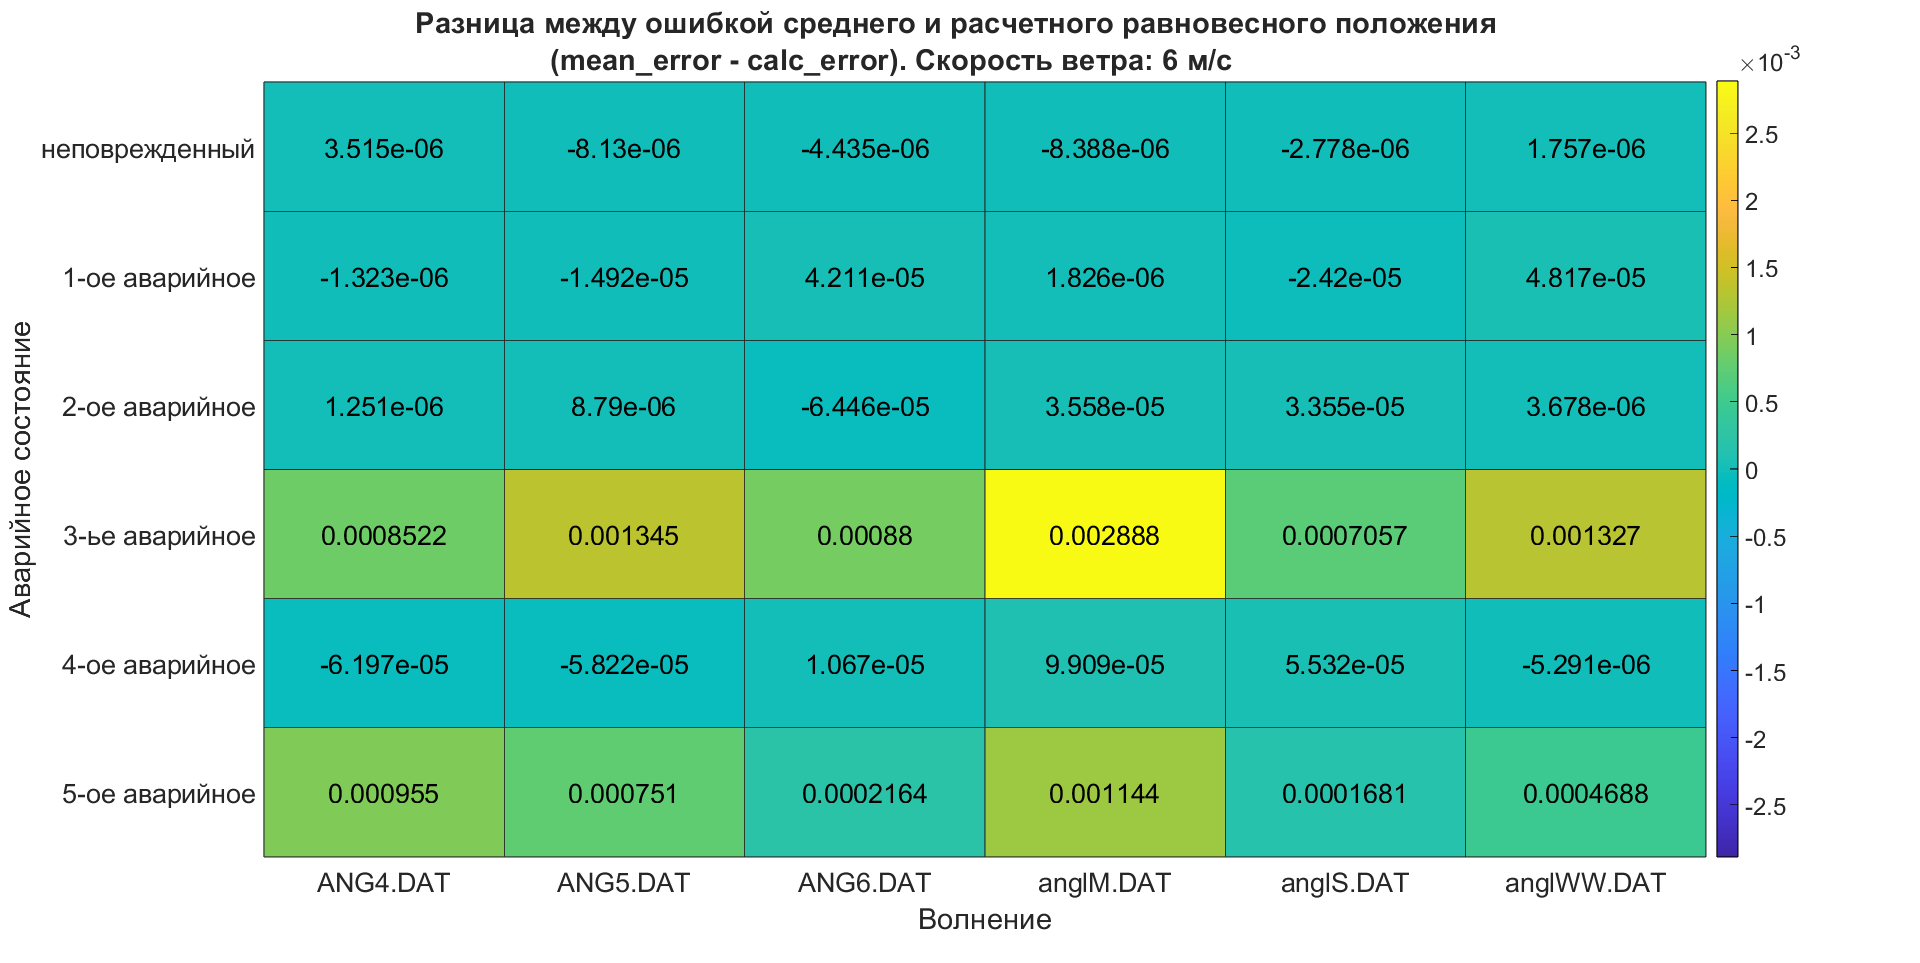 Разница между ошибкой среднего и расчетного равновесного положения
(mean_error - calc_error). Скорость ветра: 6 м/с
×10-3
неповрежденный 3.515e-06 -8.13e-06 -4.435e-06 -8.388e-06 -2.778e-06 1.757e-06
1-ое аварийное -1.323e-06 -1.492e-05 4.211e-05 1.826e-06 -2.42e-05 4.817e-05
2-ое аварийное 1.251e-06 8.79e-06 -6.446e-05 3.558e-05 3.355e-05 3.678e-06
3-ье аварийное 0.0008522 0.001345 0.00088 0.002888 0.0007057 0.001327
4-ое аварийное -6.197e-05 -5.822e-05 1.067e-05 9.909e-05 5.532e-05 -5.291e-06
5-ое аварийное 0.000955 0.000751 0.0002164 0.001144 0.0001681 0.0004688
Аварийное состояние
ANG4.DAT ANG5.DAT ANG6.DAT anglM.DAT anglS.DAT anglWW.DAT
Волнение
2.5
2
1.5
1
0.5
0
-0.5
-1
-1.5
-2
-2.5